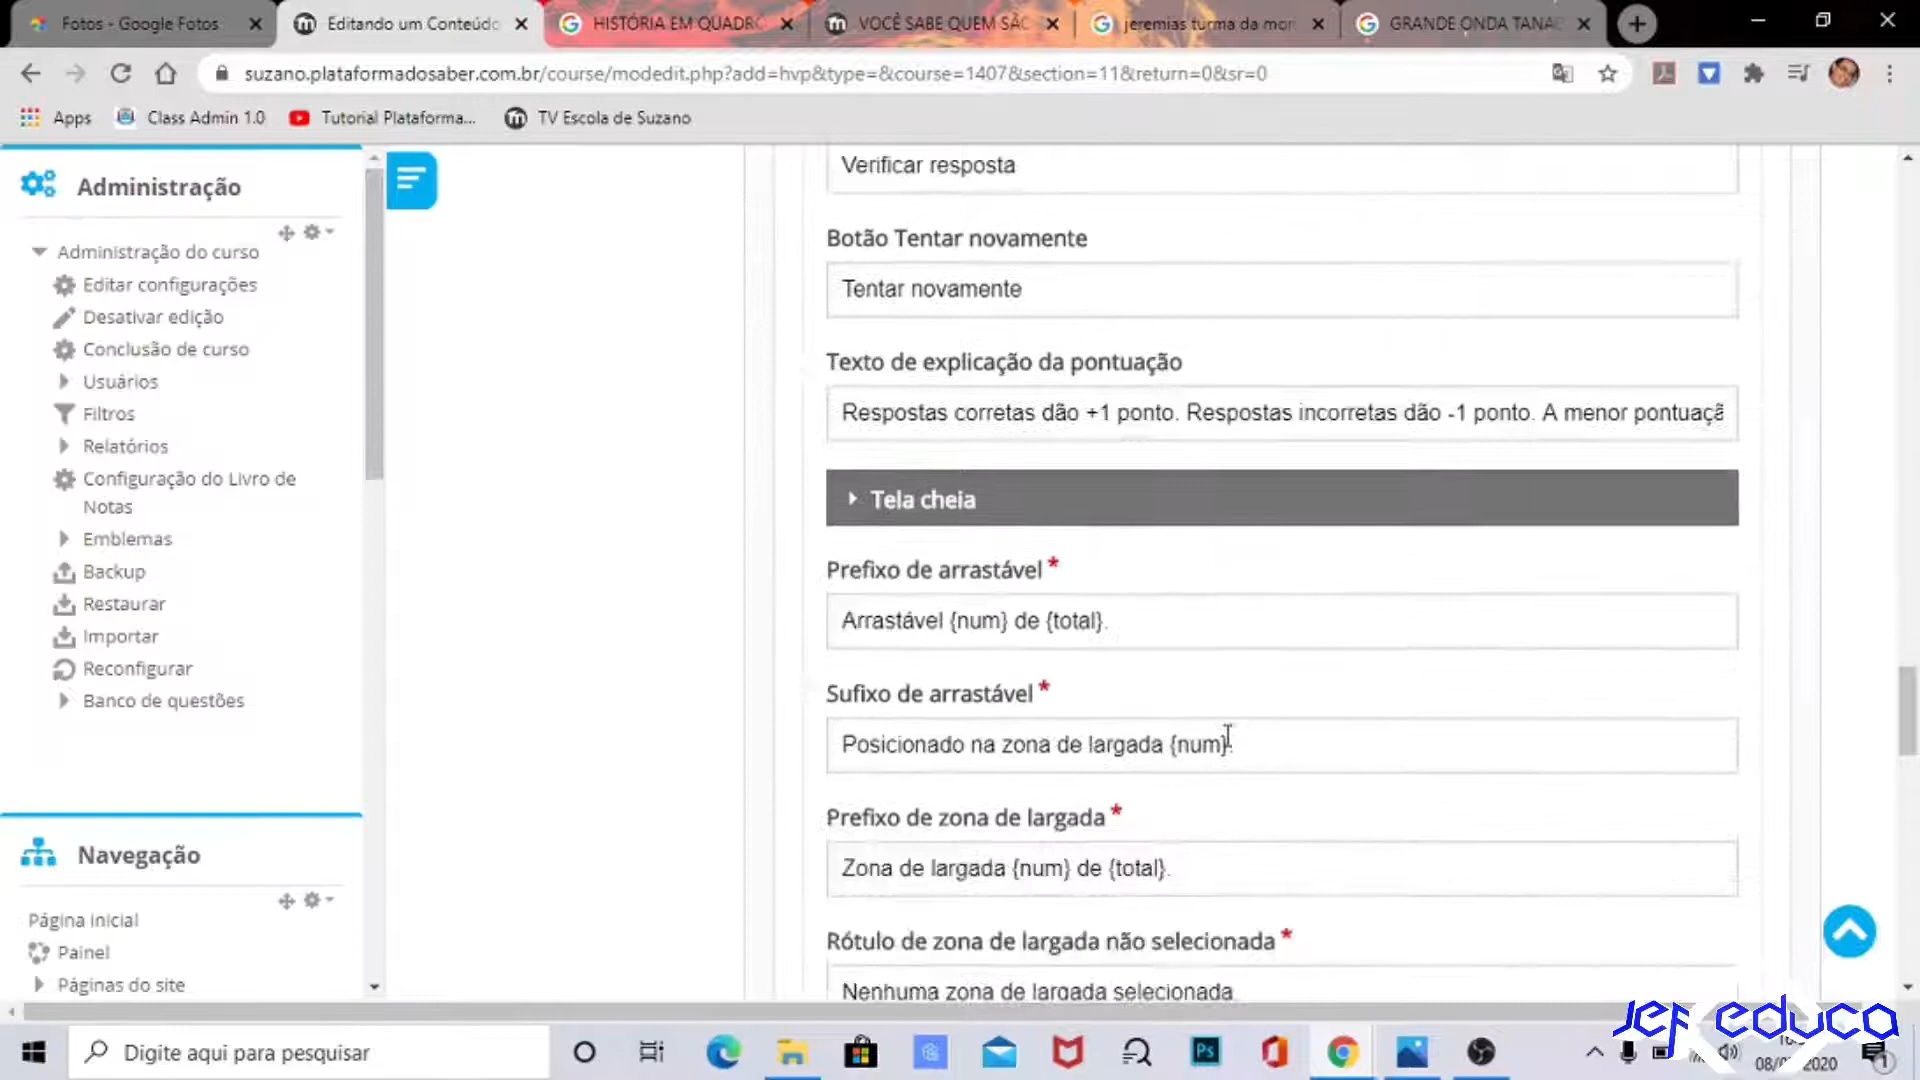 Fotos - Google Fotos
Editando um Conteúdo
HISTÓRIA EM QUADRO
VOCÊ SABE QUEM SÃO
jeremias turma da mon
GRANDE ONDA TANA
suzano.plataformadosaber.com.br/course/modedit.php?add=hvp&type=&course=1407&section=11&return=0&sr=0
Apps
Class Admin 1.0
Tutorial Plataforma...
TV Escola de Suzano
Administração
Administração do curso
Editar configurações
Desativar edição
Conclusão de curso
Usuários
Filtros
Relatórios
Configuração do Livro de
Notas
Emblemas
Backup
Restaurar
Importar
Reconfigurar
Banco de questões
Navegação
Página inicial
Painel
Páginas do site
Verificar resposta
Botão Tentar novamente
Tentar novamente
Texto de explicação da pontuação
Respostas corretas dão +1 ponto. Respostas incorretas dão -1 ponto. A menor pontuaçã
Tela cheia
Prefixo de arrastável *
Arrastável {num} de {total}.
Sufixo de arrastável *
Posicionado na zona de largada {num}.
Prefixo de zona de largada *
Zona de largada {num} de {total}.
Rótulo de zona de largada não selecionada *
Nenhuma zona de largada selecionada
Jef educa
Digite aqui para pesquisar
Ps
1